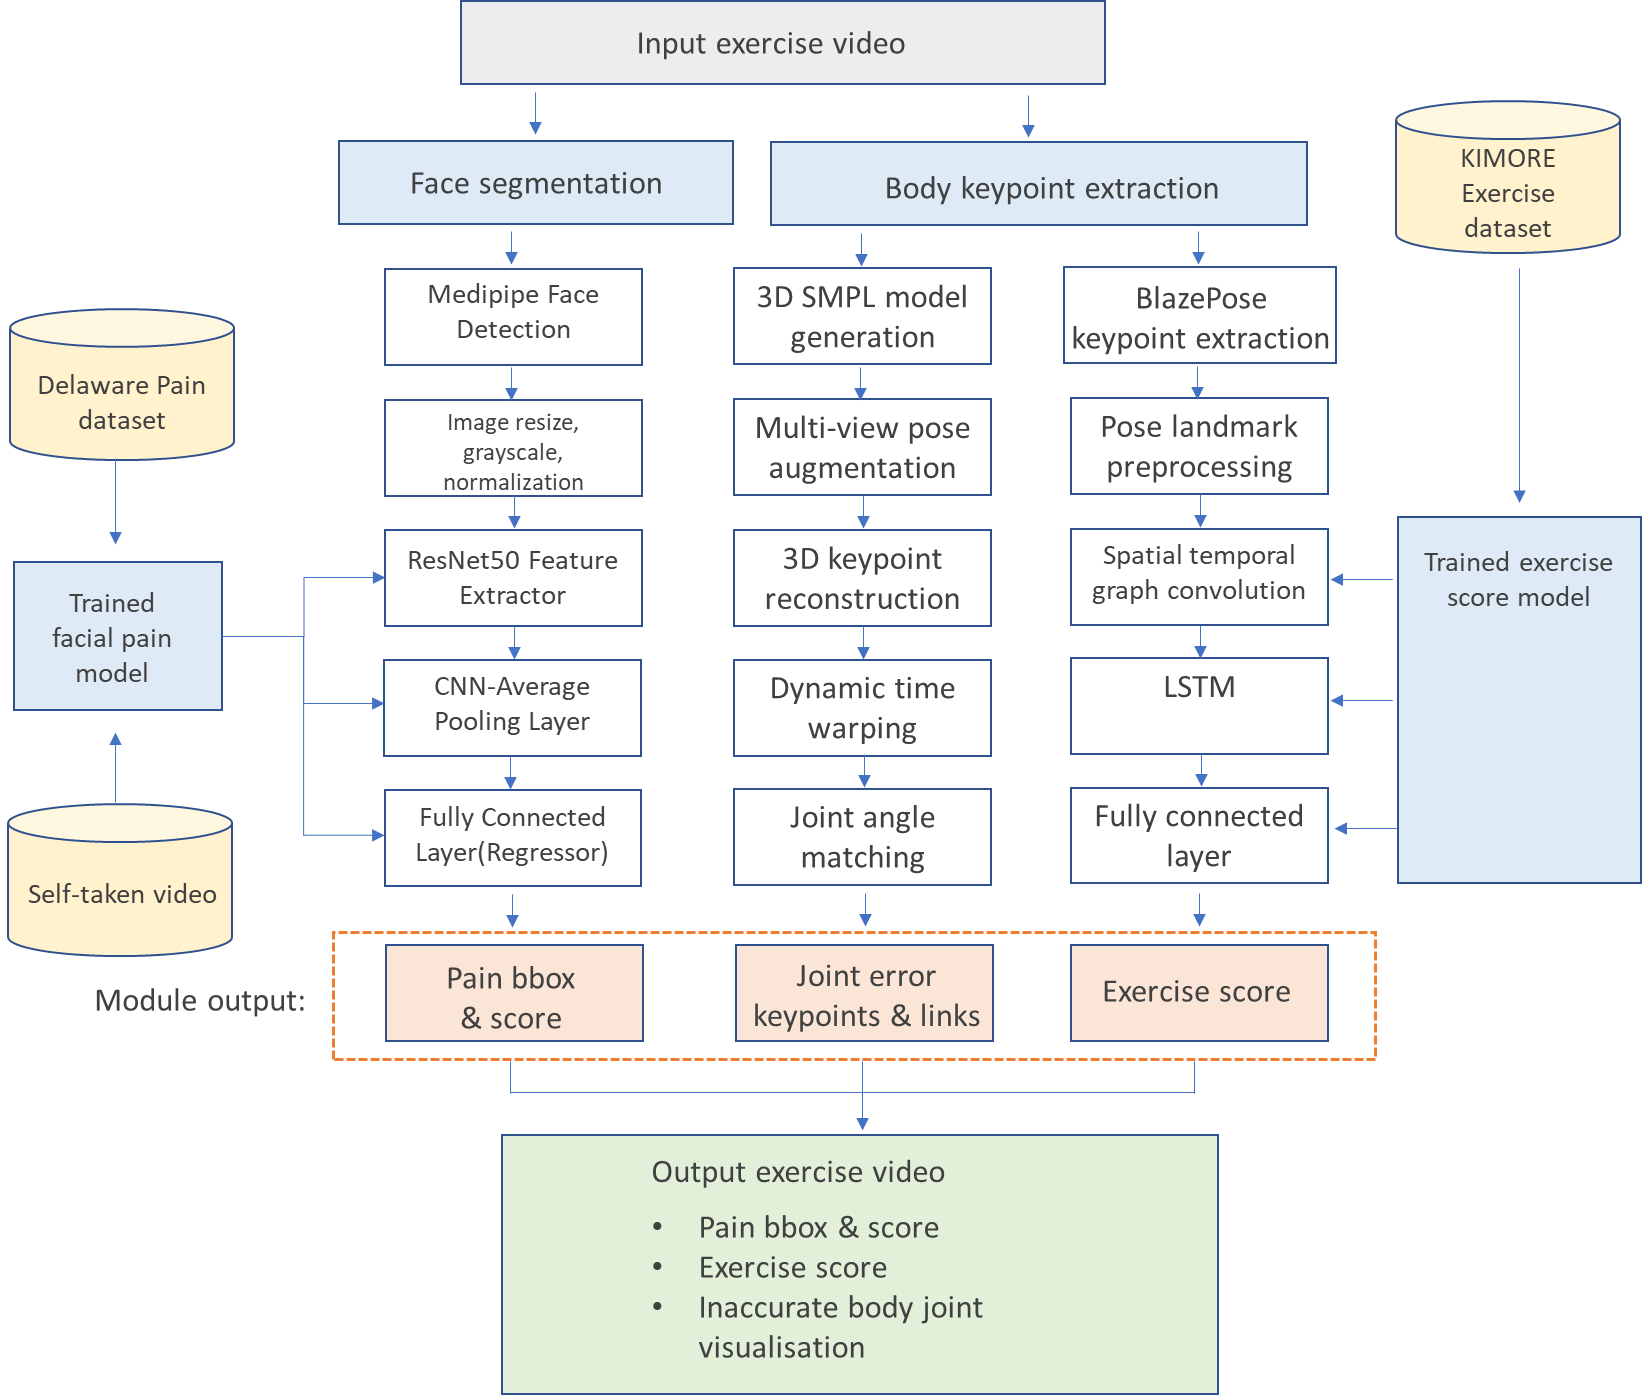 Input exercise video
Face segmentation
Body keypoint extraction
KIMORE
Exercise
dataset
Medipipe Face
Detection
3D SMPL model
generation
BlazePose
keypoint extraction
Delaware Pain
dataset
Image resize,
grayscale,
normalization
Multi-view pose
augmentation
Pose landmark
preprocessing
Trained
facial pain
model
ResNet50 Feature
Extractor
3D keypoint
reconstruction
Spatial temporal
graph convolution
Trained exercise
score model
CNN-Average
Pooling Layer
Dynamic time
warping
LSTM
Self-taken video
Fully Connected
Layer(Regressor)
Joint angle
matching
Fully connected
layer
Module output:
Pain bbox
& score
Joint error
keypoints & links
Exercise score
Output exercise video
• Pain bbox & score
• Exercise score
• Inaccurate body joint
visualisation